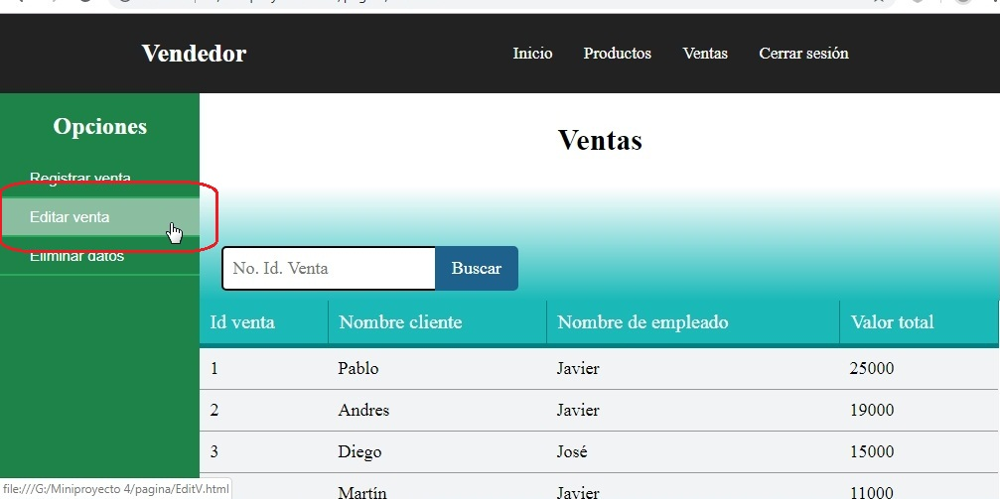 Vendedor
Inicio Productos Ventas Cerrar sesión
Opciones
Registrar venta
Editar venta
Eliminar datos
Ventas
No. Id. Venta Buscar
Id venta Nombre cliente Nombre de empleado Valor total
1 Pablo Javier 25000
2 Andres Javier 19000
3 Diego José 15000
Martín Javier 11000
file:///G:/Miniproyecto 4/pagina/EditV.html